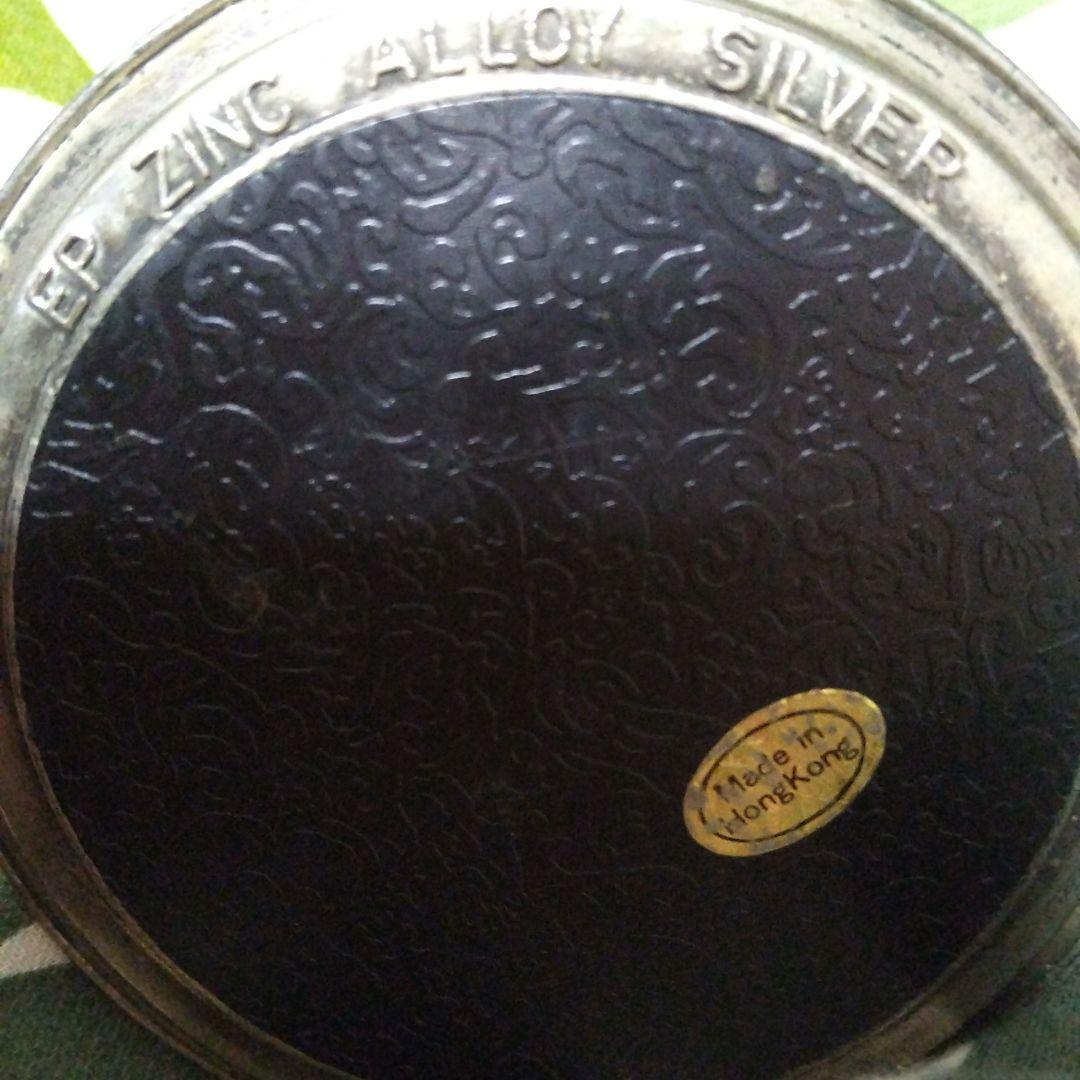 EP ZINC ALLOY SILVER
Made in
HongKong